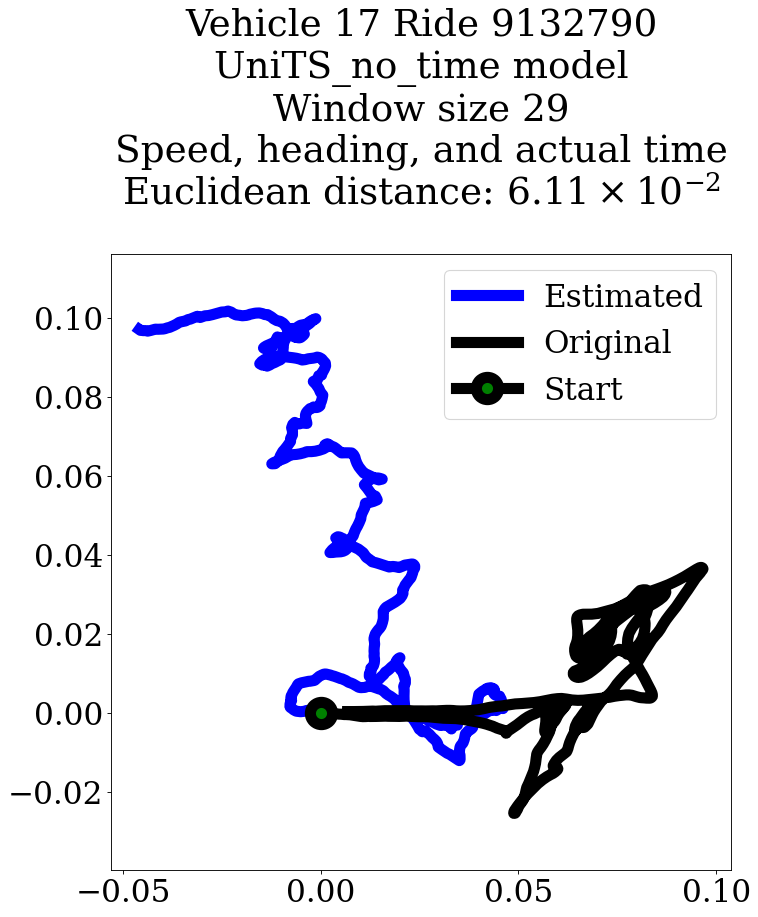 Vehicle 17 Ride 9132790
UniTS_no_time model
Window size 29
Speed, heading, and actual time
Euclidean distance: 6.11 × 10⁻²
Estimated
Original
Start
0.10
0.08
0.06
0.04
0.02
0.00
−0.02
−0.05 0.00 0.05 0.10